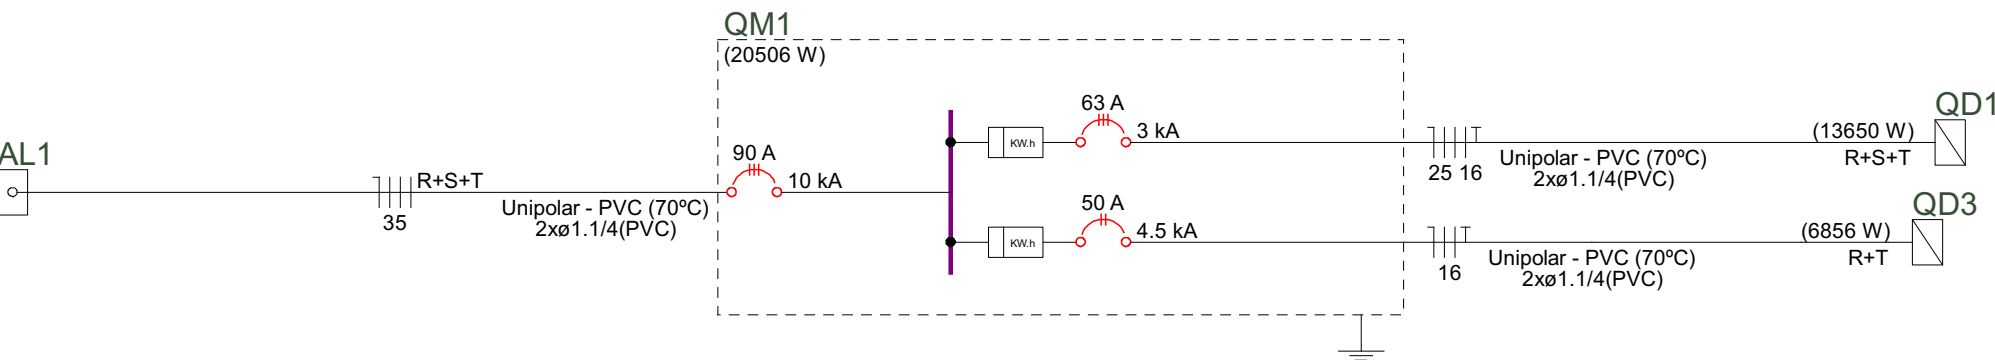 QM1
(20506 W)
AL1
35
R+S+T
Unipolar - PVC (70ºC)
2xø1.1/4(PVC)
90 A
10 kA
KW.h
63 A
3 kA
25 16
Unipolar - PVC (70ºC)
2xø1.1/4(PVC)
(13650 W)
R+S+T
QD1
KW.h
50 A
4.5 kA
16
Unipolar - PVC (70ºC)
2xø1.1/4(PVC)
(6856 W)
R+T
QD3